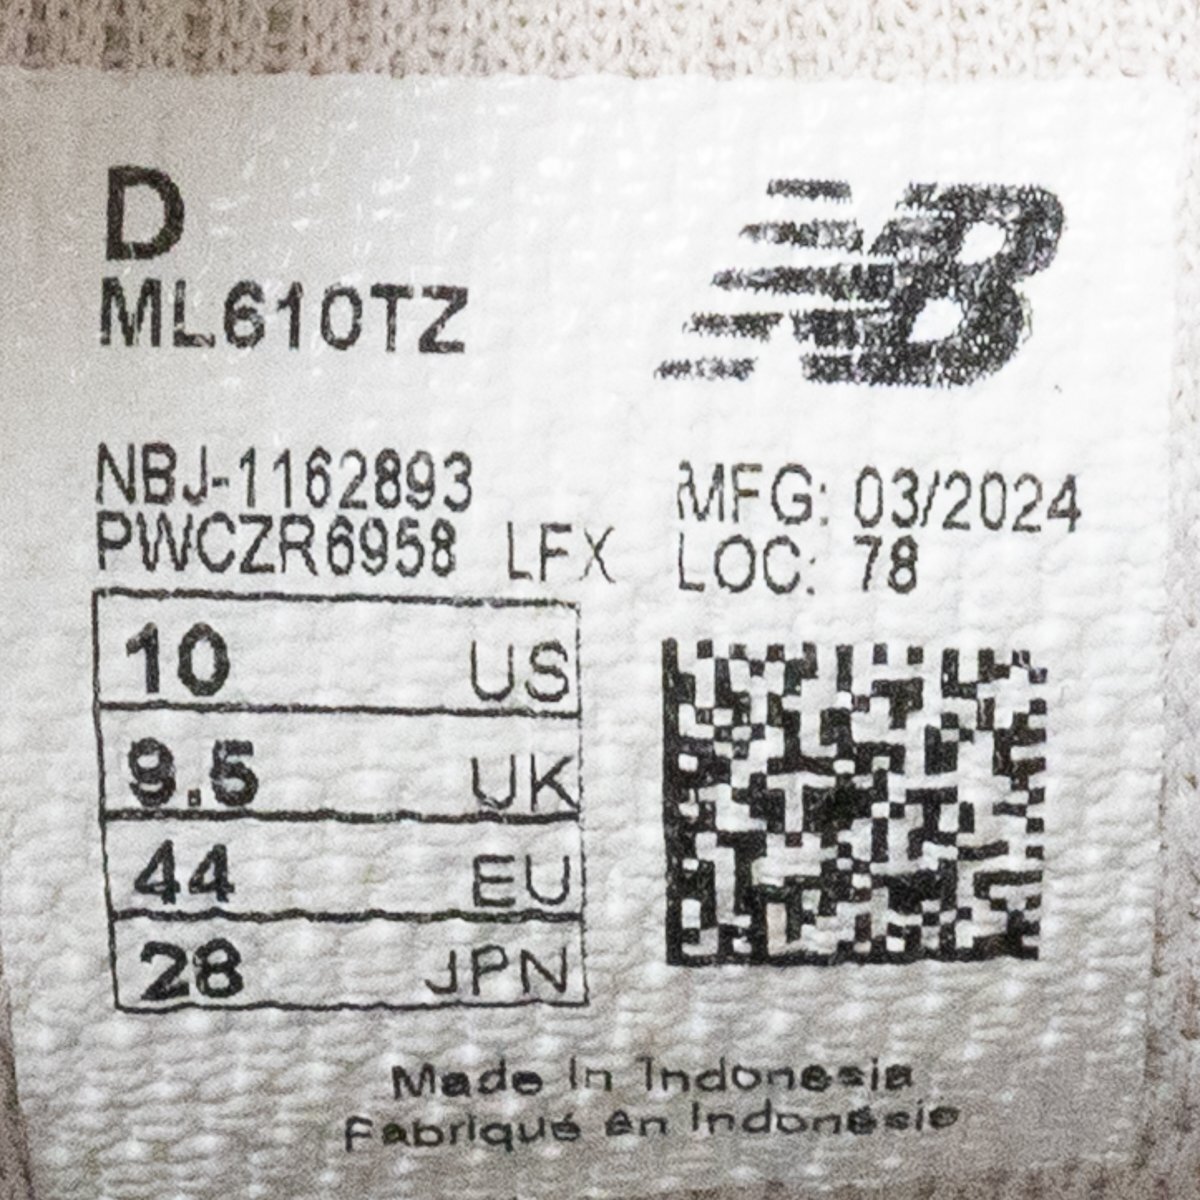 D
ML610TZ
NB
NBJ-1162893
PWCZR6958 LFX
MFG: 03/2024
LOC: 78
10 US
9.5 UK
44 EU
28 JPN
Made In Indonesia
Fabriqué en Indonésie